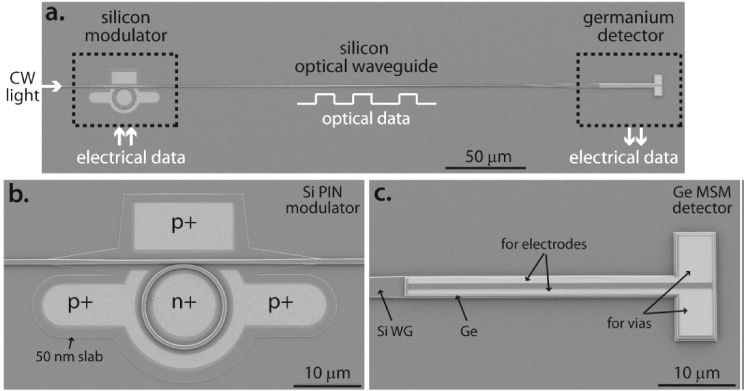 a.
silicon
modulator
germanium
detector
silicon
optical waveguide
CW
light
optical data
electrical data
50 μm
electrical data
b.
Si PIN
modulator
p+
p+
n+
p+
50 nm slab
10 μm
c.
Ge MSM
detector
for electrodes
Si WG
Ge
for vias
10 μm